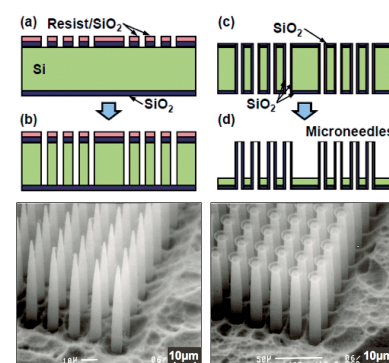 (a)
Resist/SiO2
Si
SiO2
(b)
(c)
SiO2
SiO2
(d)
Microneedles
10μm
10μm